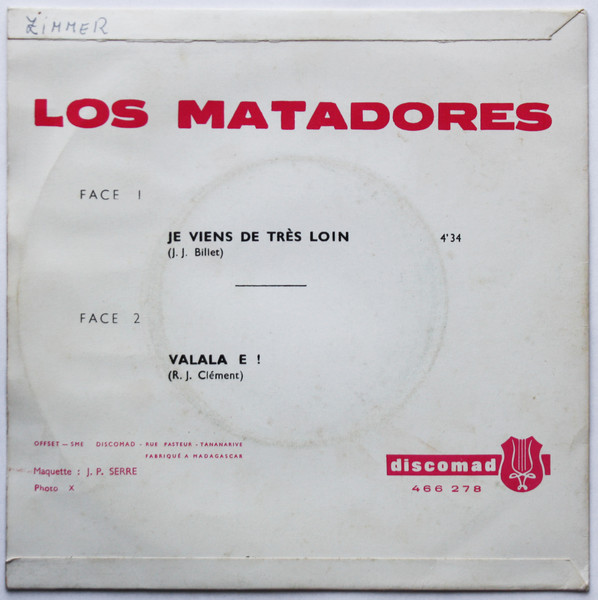 ZIMMER
LOS MATADORES
FACE 1
JE VIENS DE TRÈS LOIN 4'34
(J. J. Billet)
FACE 2
VALALA E !
(R. J. Clément)
OFFSET — SME DISCOMAD - RUE PASTEUR - TANANARIVE
FABRIQUÉ A MADAGASCAR
Maquette : J. P. SERRE
Photo X
discomad
466 278